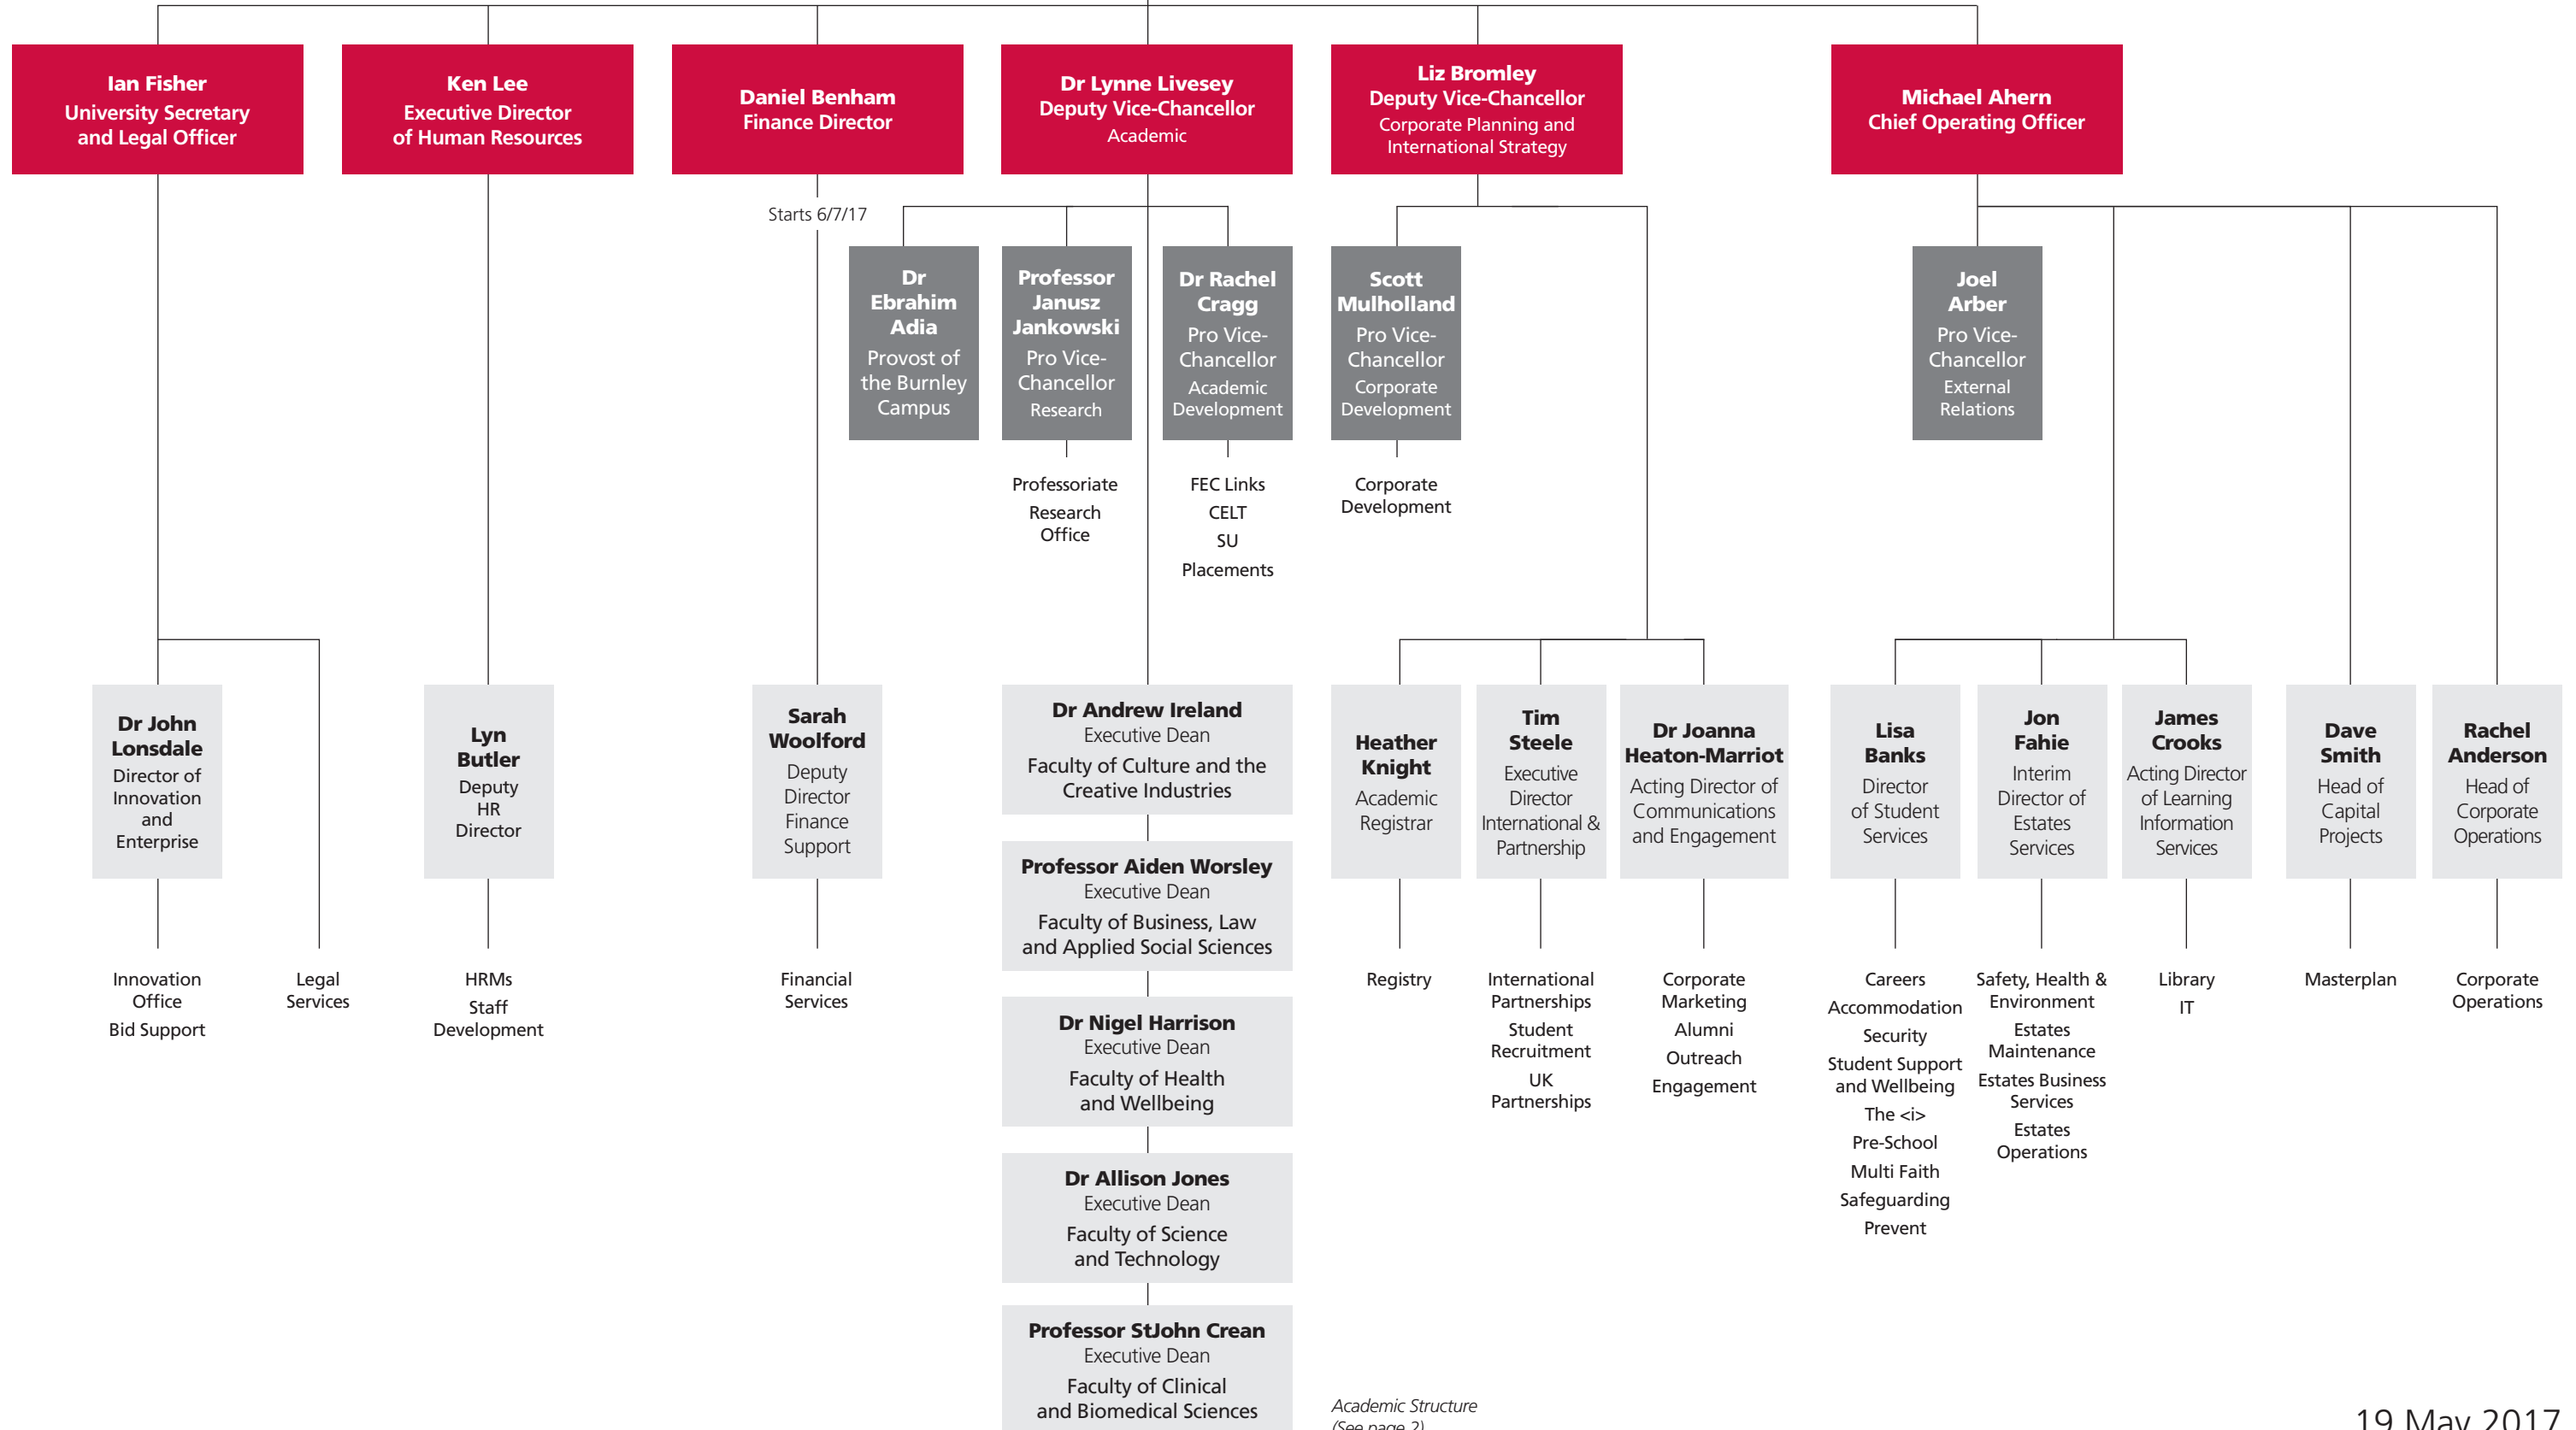 Ian Fisher
University Secretary
and Legal Officer
Ken Lee
Executive Director
of Human Resources
Daniel Benham
Finance Director
Dr Lynne Livesey
Deputy Vice-Chancellor
Academic
Liz Bromley
Deputy Vice-Chancellor
Corporate Planning and
International Strategy
Michael Ahern
Chief Operating Officer
Starts 6/7/17
Dr
Ebrahim
Adia
Provost of
the Burnley
Campus
Professor
Janusz
Jankowski
Pro Vice-
Chancellor
Research
Dr Rachel
Cragg
Pro Vice-
Chancellor
Academic
Development
Scott
Mulholland
Pro Vice-
Chancellor
Corporate
Development
Joel
Arber
Pro Vice-
Chancellor
External
Relations
Professoriate
Research
Office
FEC Links
CELT
SU
Placements
Corporate
Development
Dr John
Lonsdale
Director of
Innovation
and
Enterprise
Lyn
Butler
Deputy
HR
Director
Sarah
Woolford
Deputy
Director
Finance
Support
Dr Andrew Ireland
Executive Dean
Faculty of Culture and the
Creative Industries
Professor Aiden Worsley
Executive Dean
Faculty of Business, Law
and Applied Social Sciences
Dr Nigel Harrison
Executive Dean
Faculty of Health
and Wellbeing
Dr Allison Jones
Executive Dean
Faculty of Science
and Technology
Professor StJohn Crean
Executive Dean
Faculty of Clinical
and Biomedical Sciences
Heather
Knight
Academic
Registrar
Tim
Steele
Executive
Director
International &
Partnership
Dr Joanna
Heaton-Marriot
Acting Director of
Communications
and Engagement
Lisa
Banks
Director
of Student
Services
Jon
Fahie
Interim
Director of
Estates
Services
James
Crooks
Acting Director
of Learning
Information
Services
Dave
Smith
Head of
Capital
Projects
Rachel
Anderson
Head of
Corporate
Operations
Innovation
Office
Bid Support
Legal
Services
HRMs
Staff
Development
Financial
Services
Registry
International
Partnerships
Student
Recruitment
UK
Partnerships
Corporate
Marketing
Alumni
Outreach
Engagement
Careers
Accommodation
Security
Student Support
and Wellbeing
The <i>
Pre-School
Multi Faith
Safeguarding
Prevent
Safety, Health &
Environment
Estates
Maintenance
Estates Business
Services
Estates
Operations
Library
IT
Masterplan
Corporate
Operations
Academic Structure
(See page 2)
19 May 2017